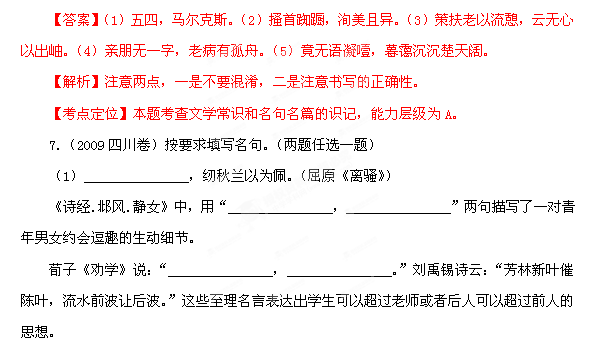 【答案】（1）五四，马尔克斯。（2）搔首踟蹰，洵美且异。（3）策扶老以流憩，云无心
以出岫。（4）亲朋无一字，老病有孤舟。（5）竟无语凝噎，暮霭沉沉楚天阔。
【解析】注意两点，一是不要混淆，二是注意书写的正确性。
【考点定位】本题考查文学常识和名句名篇的识记，能力层级为 A。
7.（2009 四川卷）按要求填写名句。（两题任选一题）
（1）_______________，纫秋兰以为佩。（屈原《离骚》）
《诗经.邶风.静女》中，用“_______________，_______________”两句描写了一对青
年男女约会逗趣的生动细节。
荀子《劝学》说：“_______________，_______________。”刘禹锡诗云：“芳林新叶催
陈叶，流水前波让后波。”这些至理名言表达出学生可以超过老师或者后人可以超过前人的
思想。